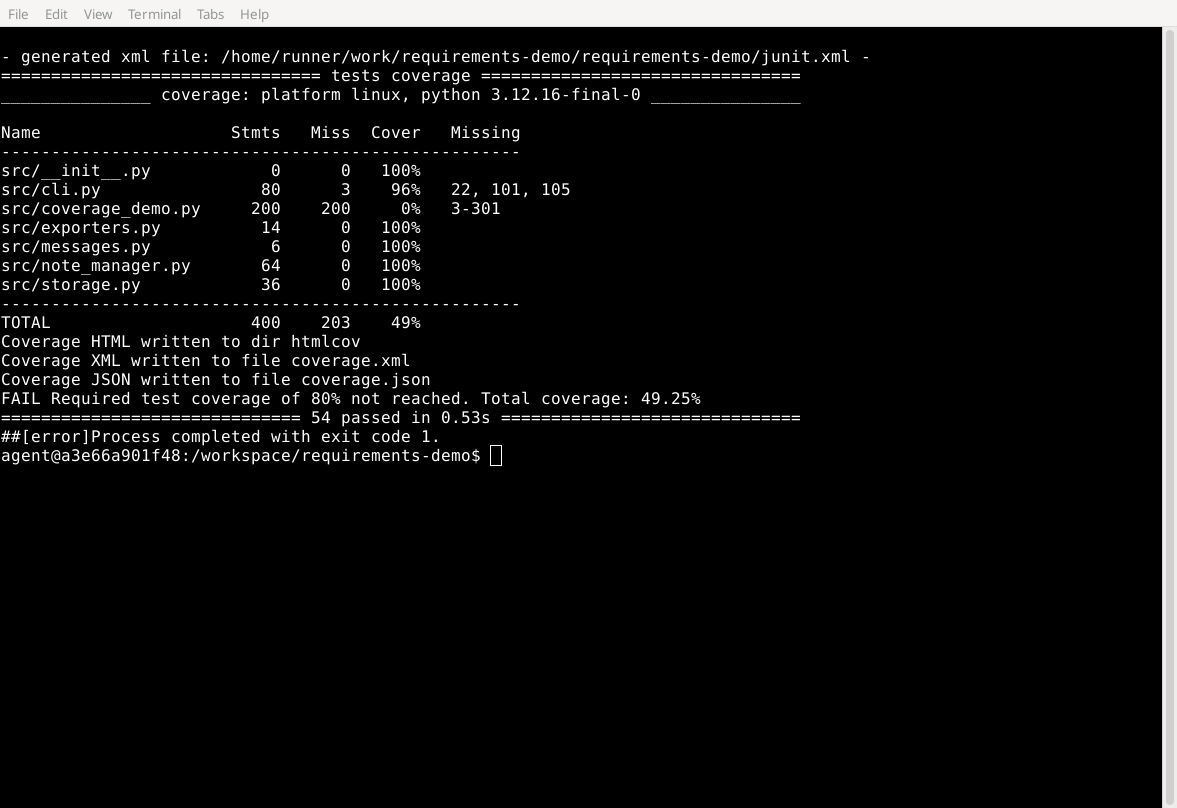 File Edit View Terminal Tabs Help
- generated xml file: /home/runner/work/requirements-demo/requirements-demo/junit.xml -
================================ tests coverage ================================
_______________ coverage: platform linux, python 3.12.16-final-0 _______________
Name                   Stmts   Miss  Cover   Missing
----------------------------------------------------
src/__init__.py            0      0   100%
src/cli.py                80      3    96%   22, 101, 105
src/coverage_demo.py     200    200     0%   3-301
src/exporters.py          14      0   100%
src/messages.py            6      0   100%
src/note_manager.py       64      0   100%
src/storage.py            36      0   100%
----------------------------------------------------
TOTAL                    400    203    49%
Coverage HTML written to dir htmlcov
Coverage XML written to file coverage.xml
Coverage JSON written to file coverage.json
FAIL Required test coverage of 80% not reached. Total coverage: 49.25%
============================== 54 passed in 0.53s ==============================
##[error]Process completed with exit code 1.
agent@a3e66a901f48:/workspace/requirements-demo$